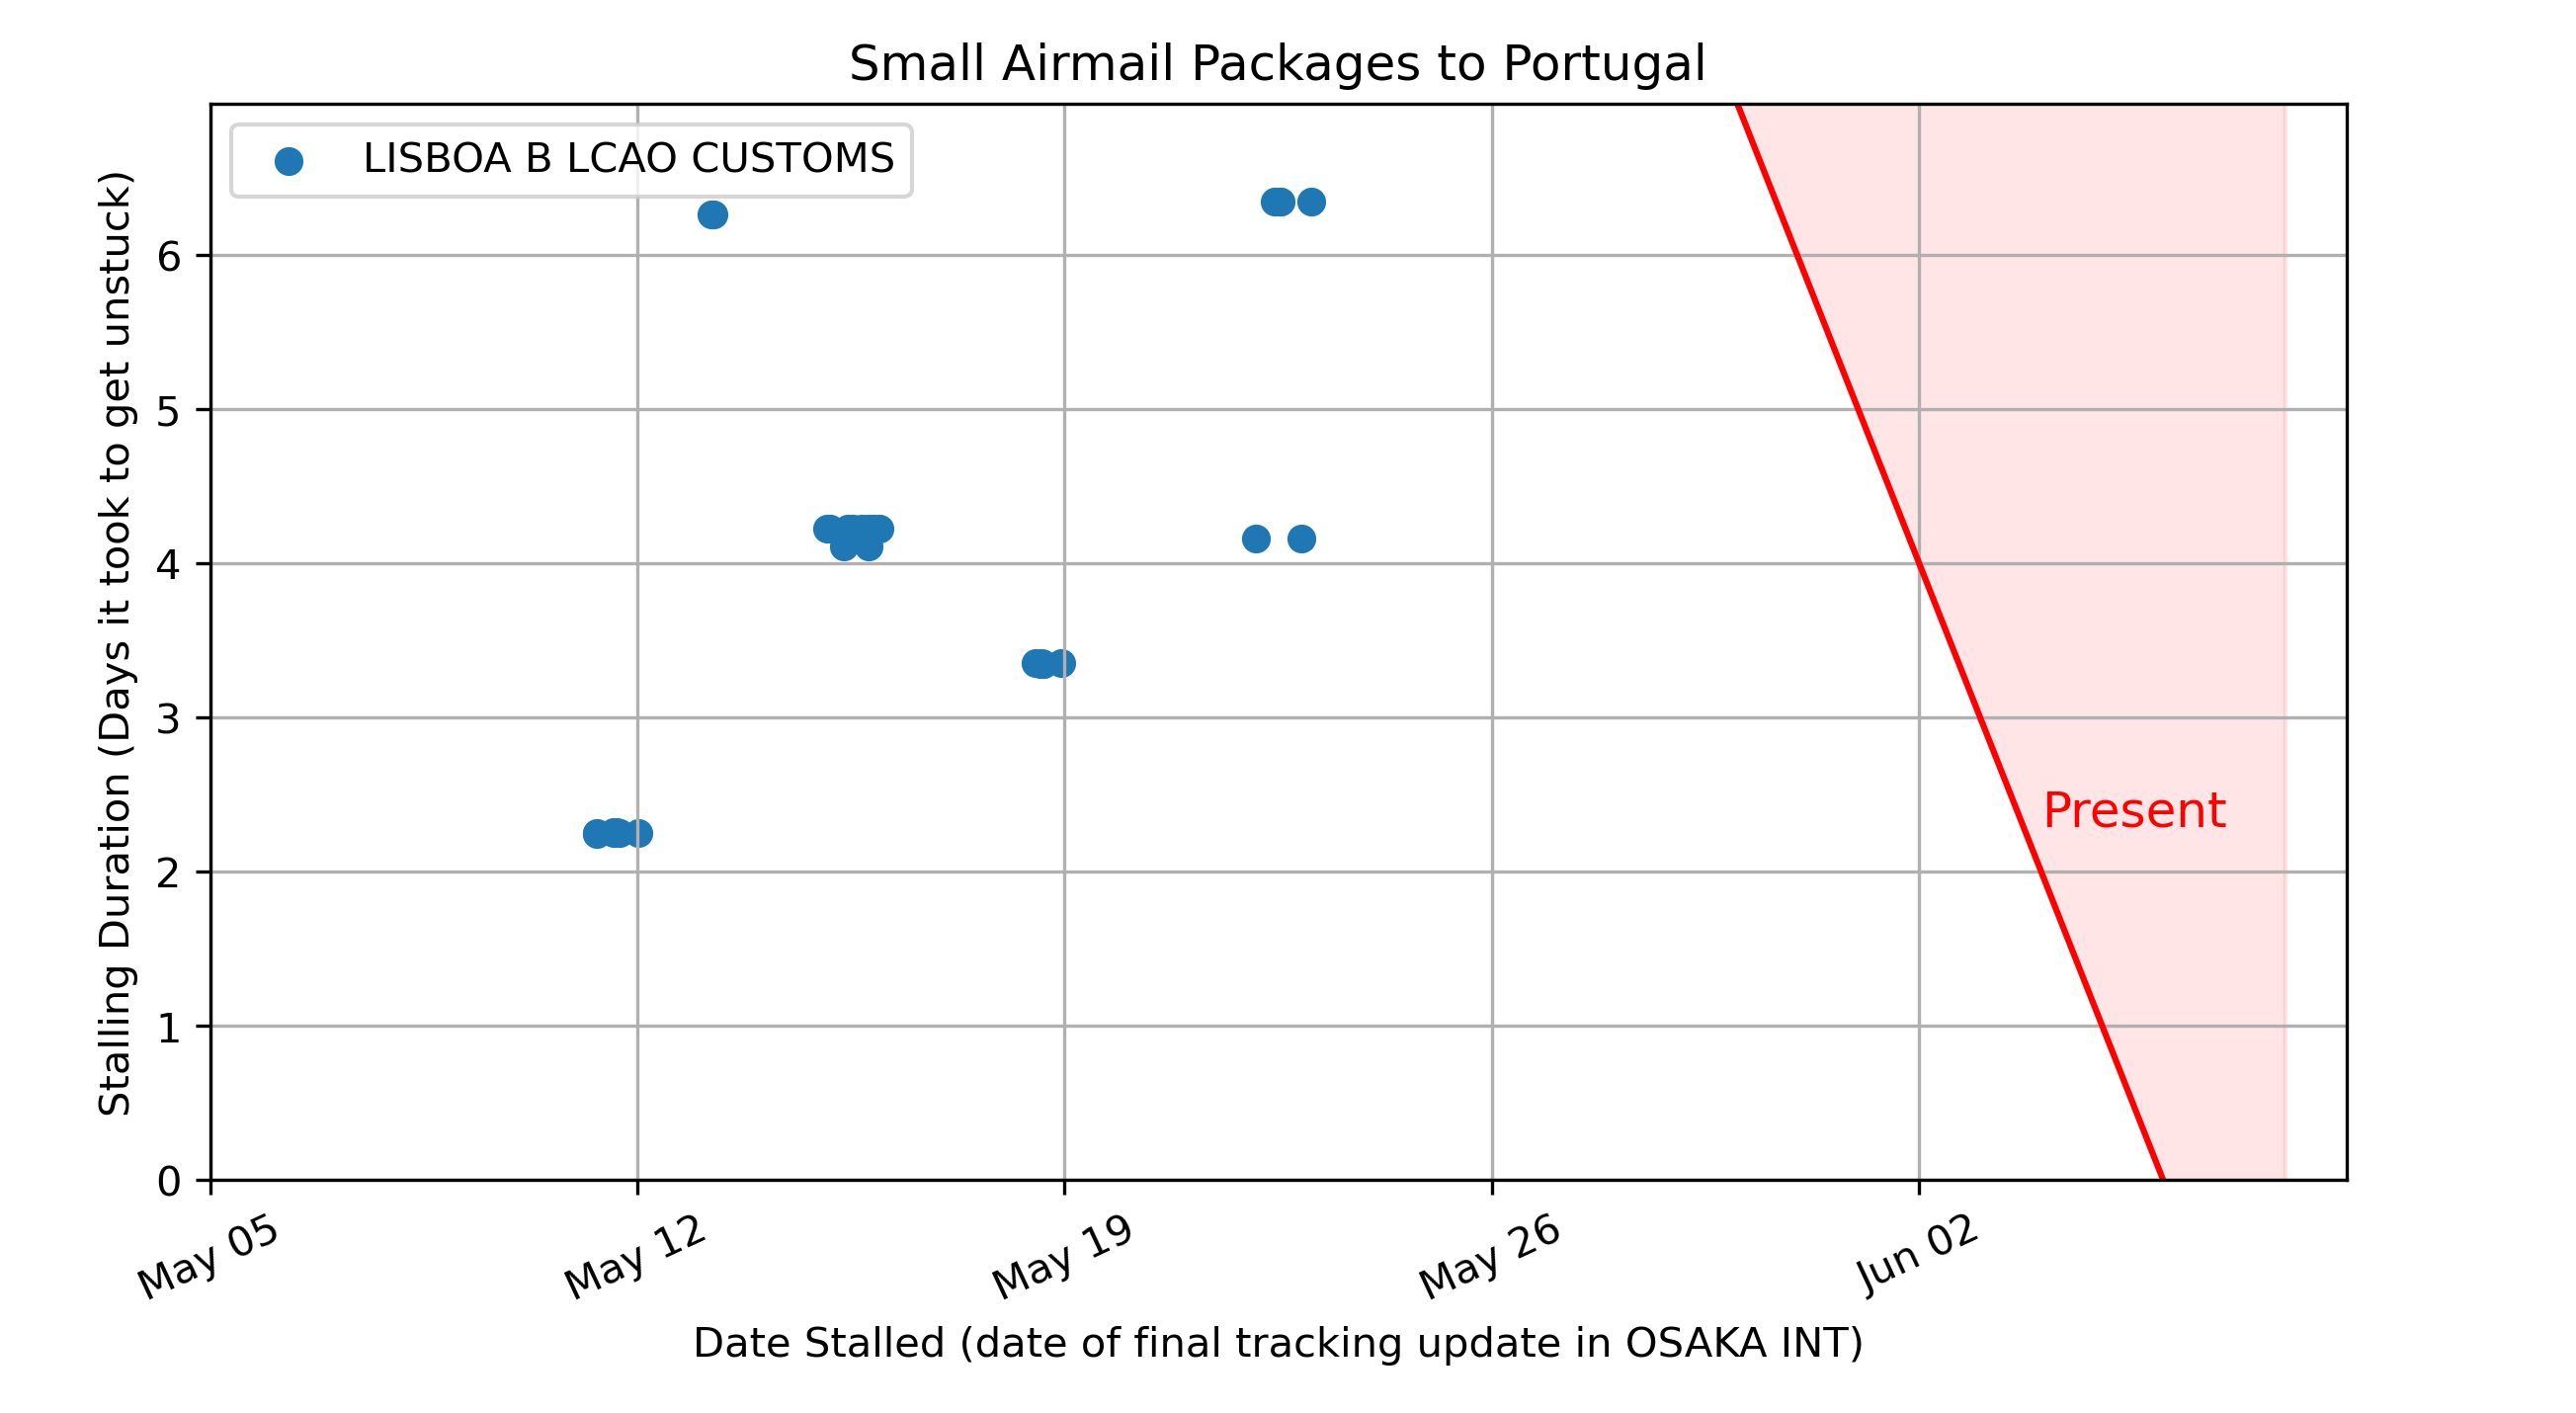 Small Airmail Packages to Portugal
LISBOA B LCAO CUSTOMS
Stalling Duration (Days it took to get unstuck)
6
5
4
3
2
1
0
Present
May 05
May 12
May 19
May 26
Jun 02
Date Stalled (date of final tracking update in OSAKA INT)